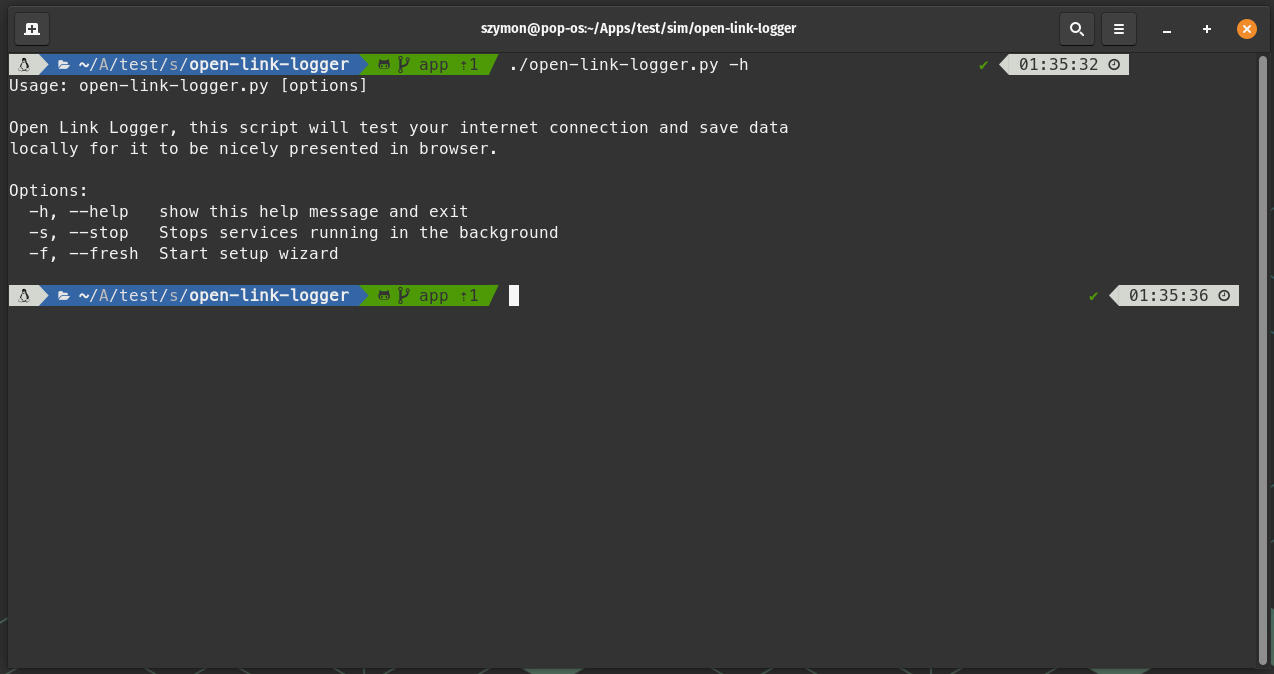 szymon@pop-os:~/Apps/test/sim/open-link-logger
~/A/test/s/open-link-logger app ⇡1 ./open-link-logger.py -h ✔ 01:35:32
Usage: open-link-logger.py [options]
Open Link Logger, this script will test your internet connection and save data
locally for it to be nicely presented in browser.
Options:
-h, --help show this help message and exit
-s, --stop Stops services running in the background
-f, --fresh Start setup wizard
~/A/test/s/open-link-logger app ⇡1 ✔ 01:35:36